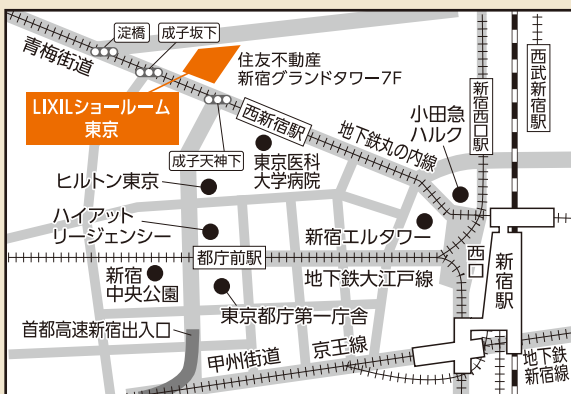 淀橋
成子坂下
青梅街道
住友不動産
新宿グランドタワー7F
LIXILショールーム
東京
成子天神下
西新宿駅
東京医科
大学病院
地下鉄丸の内線
小田急
ハルク
新宿西口駅
西武新宿駅
ヒルトン東京
ハイアット
リージェンシー
新宿エルタワー
都庁前駅
地下鉄大江戸線
西口
新宿駅
新宿
中央公園
東京都庁第一庁舎
首都高速新宿出入口
甲州街道
京王線
地下鉄
新宿線